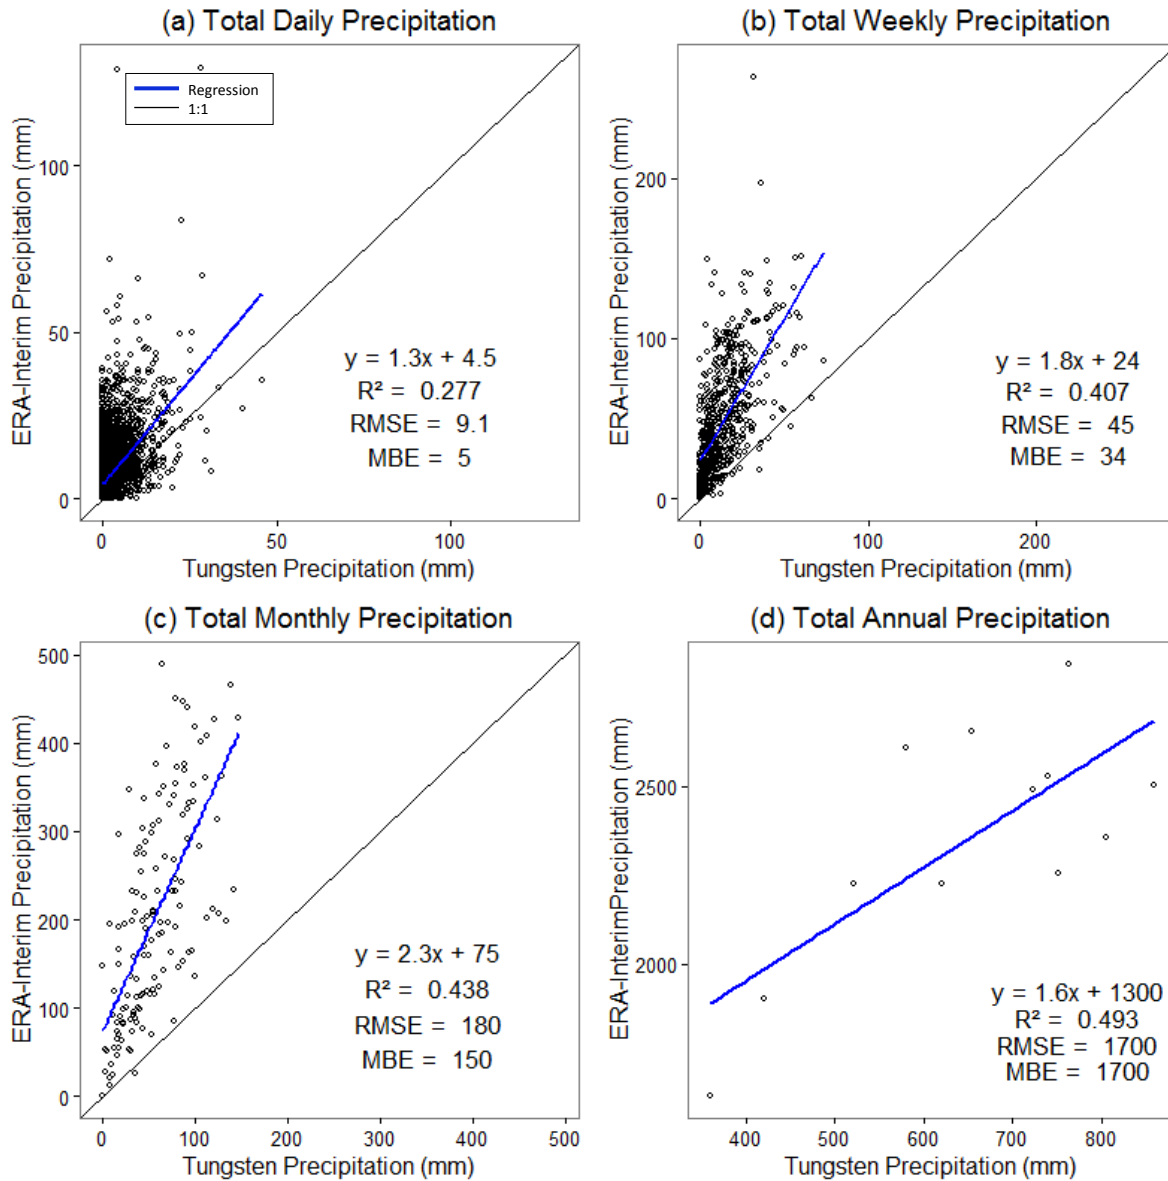 (a) Total Daily Precipitation
ERA-Interim Precipitation (mm)
100
50
0
Regression
1:1
y = 1.3x + 4.5
R² = 0.277
RMSE = 9.1
MBE = 5
0 50 100
Tungsten Precipitation (mm)
(b) Total Weekly Precipitation
ERA-Interim Precipitation (mm)
200
100
0
y = 1.8x + 24
R² = 0.407
RMSE = 45
MBE = 34
0 100 200
Tungsten Precipitation (mm)
(c) Total Monthly Precipitation
ERA-Interim Precipitation (mm)
500
400
300
200
100
0
y = 2.3x + 75
R² = 0.438
RMSE = 180
MBE = 150
0 100 200 300 400 500
Tungsten Precipitation (mm)
(d) Total Annual Precipitation
ERA-InterimPrecipitation (mm)
2500
2000
y = 1.6x + 1300
R² = 0.493
RMSE = 1700
MBE = 1700
400 500 600 700 800
Tungsten Precipitation (mm)